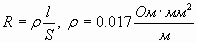 R = ρ l/S, ρ = 0.017 Ом·мм²/м